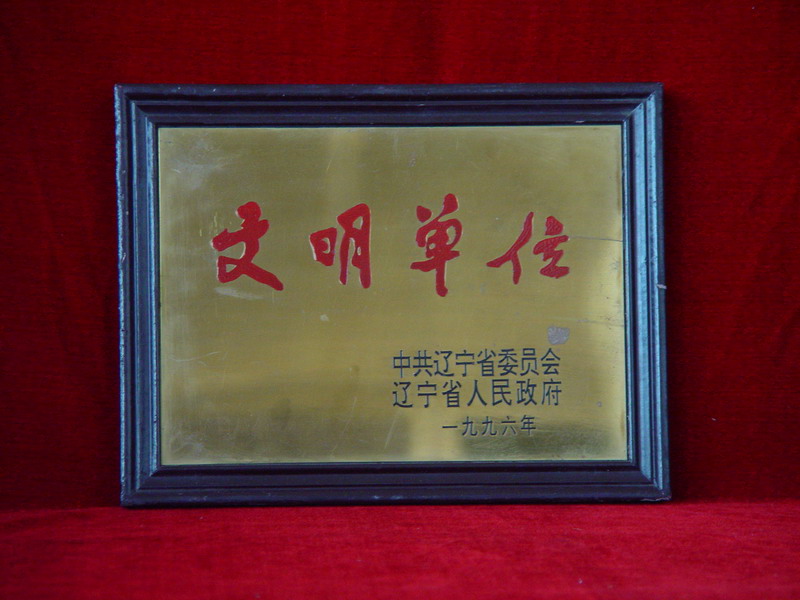 文明单位
中共辽宁省委员会
辽宁省人民政府
一九九六年